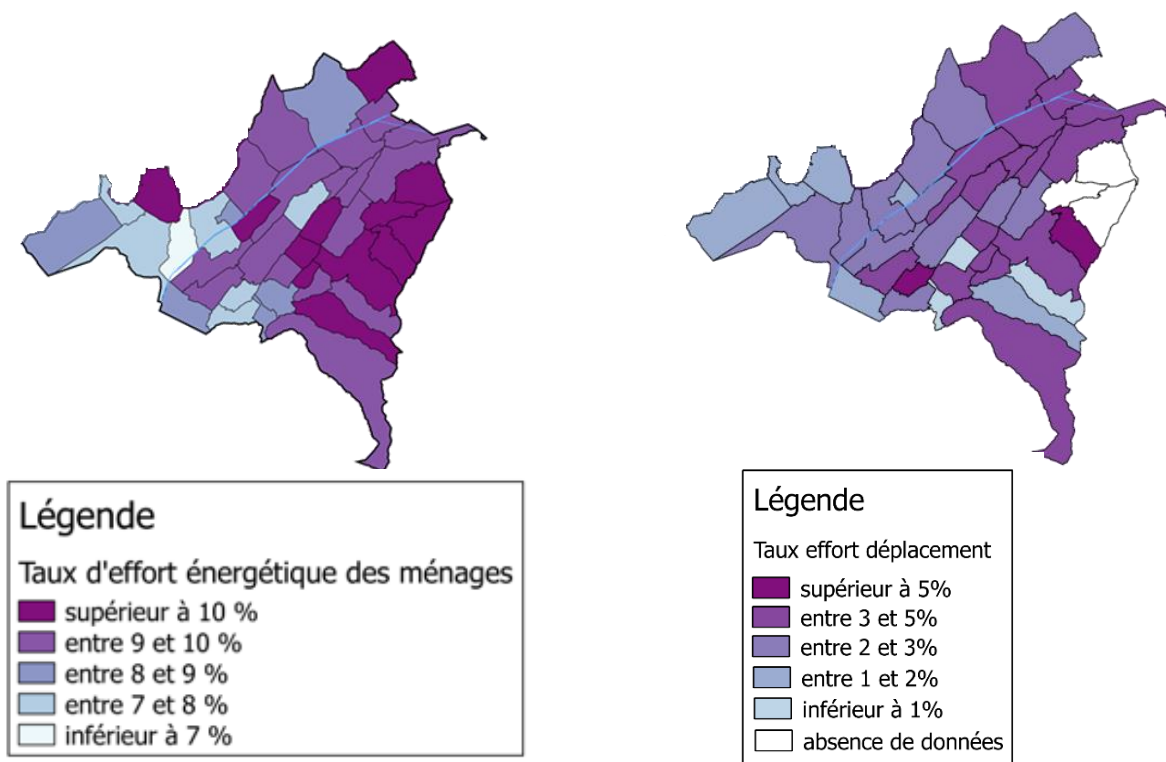 Légende
Taux d'effort énergétique des ménages
supérieur à 10 %
entre 9 et 10 %
entre 8 et 9 %
entre 7 et 8 %
inférieur à 7 %
Légende
Taux effort déplacement
supérieur à 5%
entre 3 et 5%
entre 2 et 3%
entre 1 et 2%
inférieur à 1%
absence de données